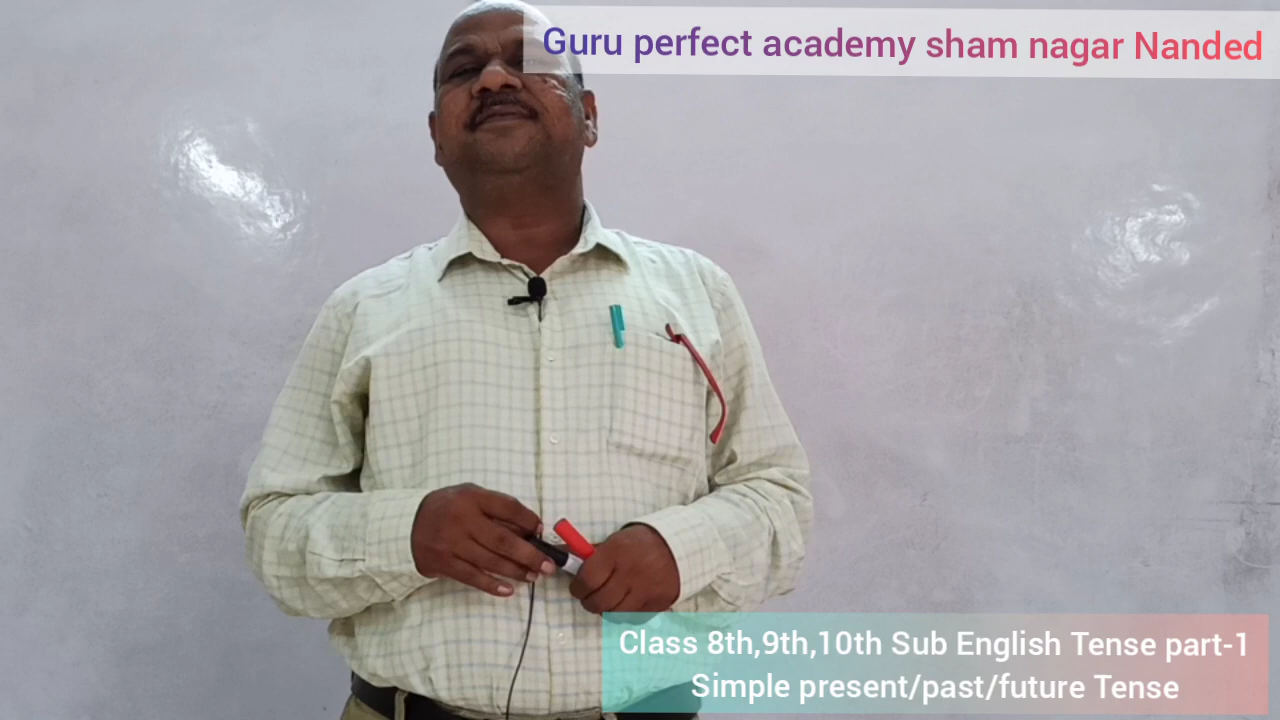 Guru perfect academy sham nagar Nanded
Class 8th,9th,10th Sub English Tense part-1
Simple present/past/future Tense